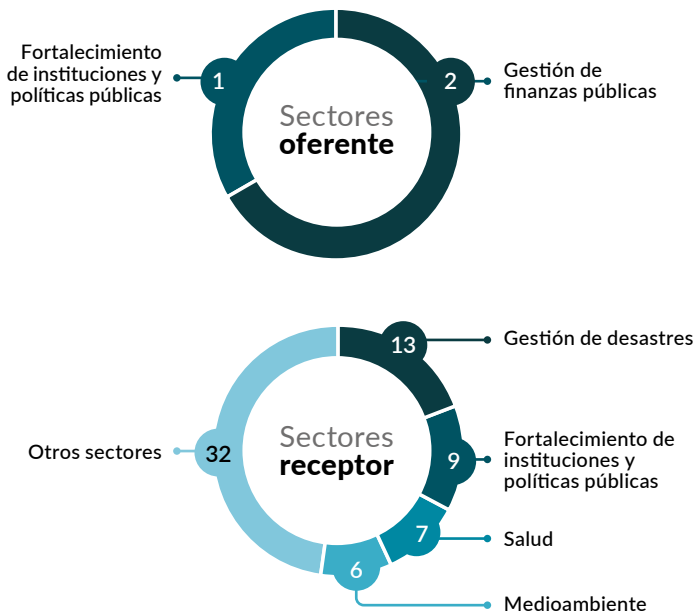 Fortalecimiento
de instituciones y
políticas públicas
1
2
Gestión de
finanzas públicas
Sectores
oferente
13
Gestión de desastres
Otros sectores
32
Sectores
receptor
9
Fortalecimiento de
instituciones y
políticas públicas
7
Salud
6
Medioambiente